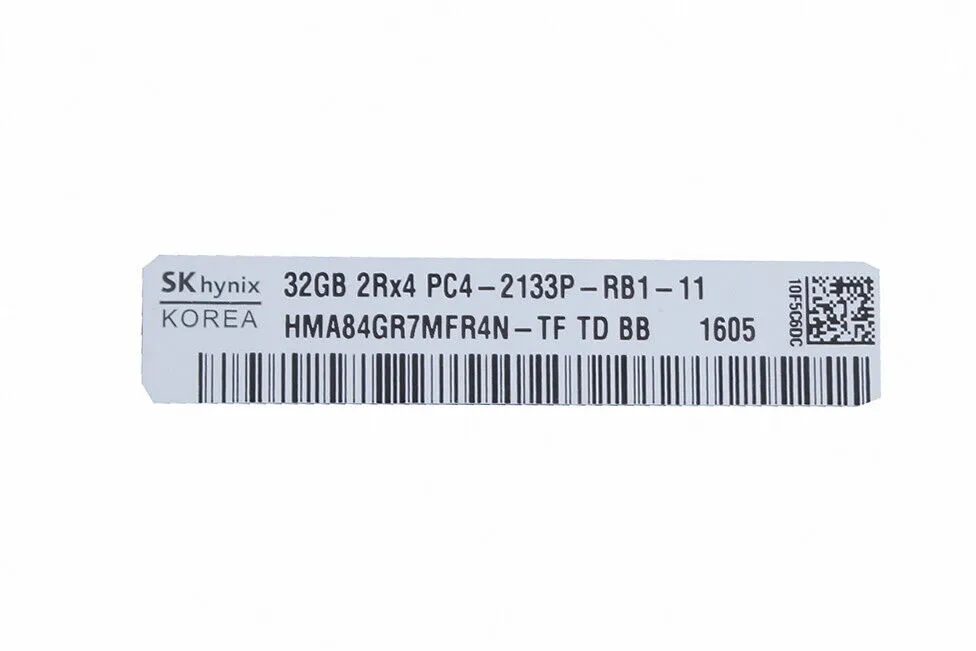 SK hynix
KOREA
32GB 2Rx4 PC4-2133P-RB1-11
HMA84GR7MFR4N-TF TD BB 1605
10F5C6DC